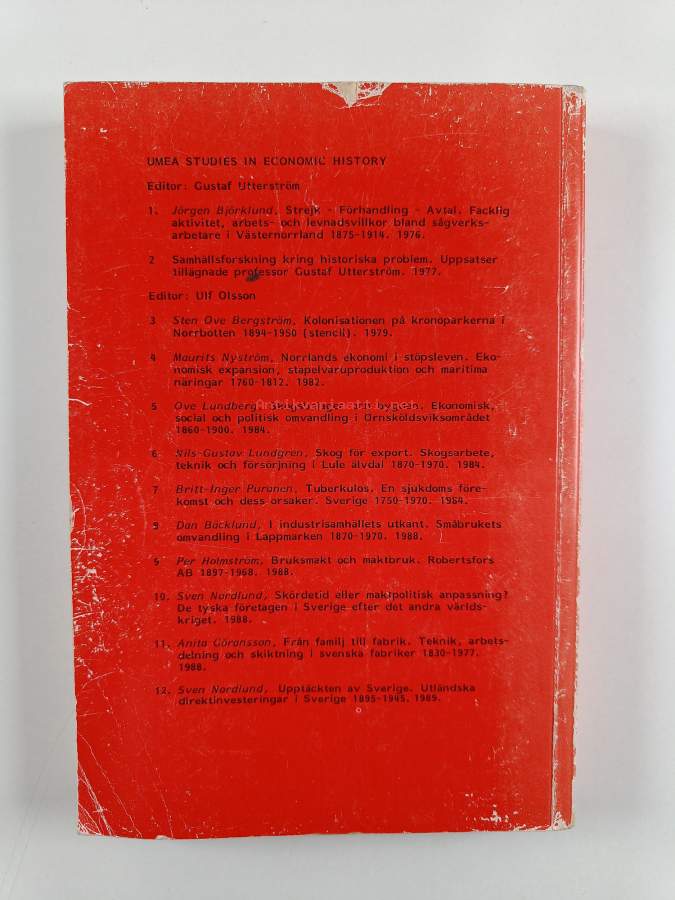 UMEA STUDIES IN ECONOMIC HISTORY
Editor: Gustaf Utterström
1. Jörgen Björklund, Strejk - Förhandling - Avtal. Facklig
aktivitet, arbets- och levnadsvillkor bland sågverks-
arbetare i Västernorrland 1875-1914. 1976.
2 Samhällsforskning kring historiska problem. Uppsatser
tillägnade professor Gustaf Utterström. 1977.
Editor: Ulf Olsson
3 Sten Ove Bergström, Kolonisationen på kronoparkerna i
Norrbotten 1894-1950 (stencil). 1979.
4 Maurits Nyström, Norrlands ekonomi i stöpsleven. Eko-
nomisk expansion, stapelvaruproduktion och maritima
näringar 1760-1812. 1982.
5 Ove Lundberg, Skogsbolagen och bygden. Ekonomisk,
social och politisk omvandling i Örnsköldsviksområdet
1860-1900. 1984.
6 Nils-Gustav Lundgren, Skog för export. Skogsarbete,
teknik och försörjning i Lule älvdal 1870-1970. 1984.
7 Britt-Inger Puranen, Tuberkulos. En sjukdoms före-
komst och dess orsaker. Sverige 1750-1970. 1984.
Dan Bäcklund, I industrisamhällets utkant. Småbrukets
omvandling i Lappmarken 1870-1970. 1988.
9 Per Holmström, Bruksmakt och maktbruk. Robertsfors
AB 1897-1968. 1988.
10. Sven Nordlund, Skördetid eller maktpolitisk anpassning?
De tyska företagen i Sverige efter det andra världs-
kriget. 1988.
11. Anita Göransson, Från familj till fabrik. Teknik, arbets-
delning och skiktning i svenska fabriker 1830-1977.
1988.
12. Sven Nordlund, Upptäckten av Sverige. Utländska
direktinvesteringar i Sverige 1895-1945. 1989.